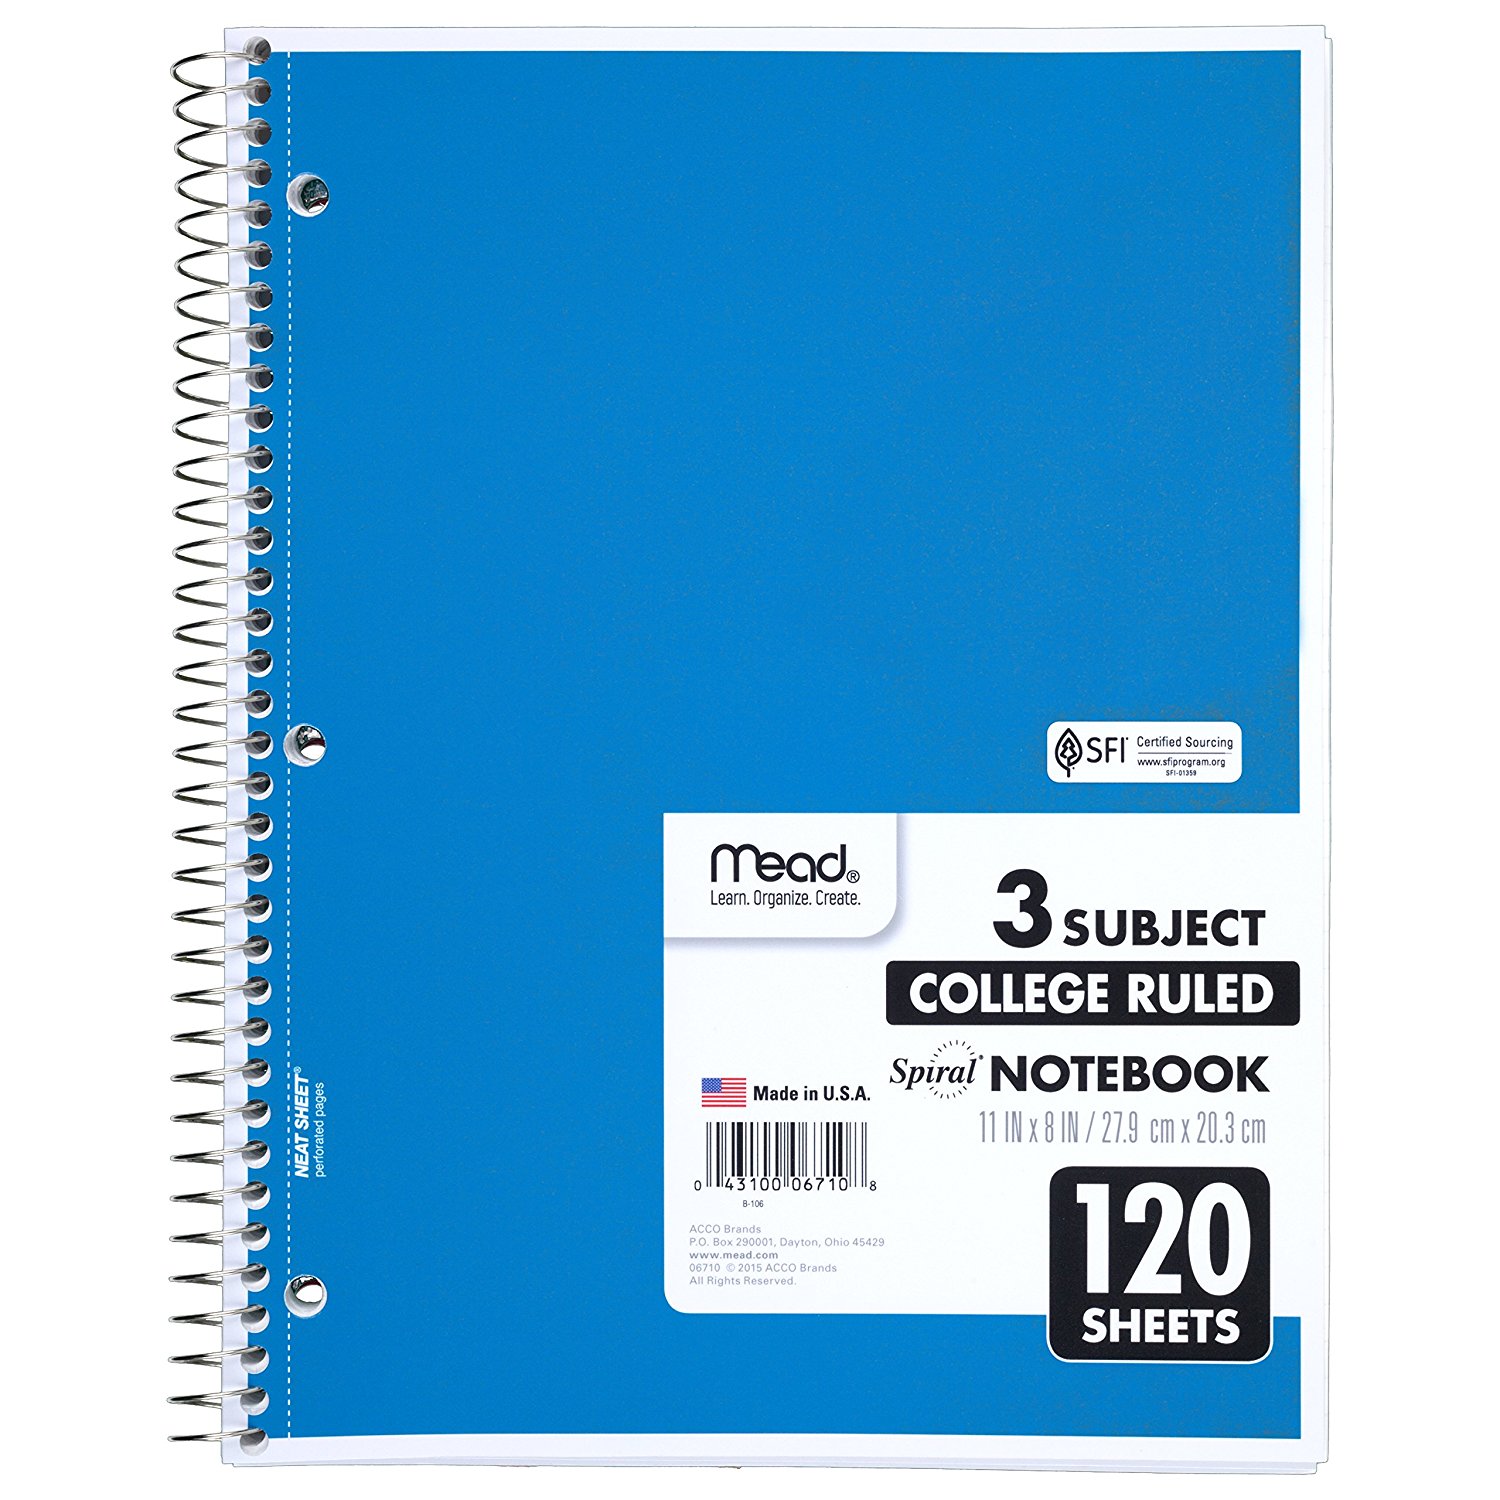 SFI® Certified Sourcing
www.sfiprogram.org
SFI-01359
mead®
Learn. Organize. Create.
3 SUBJECT
COLLEGE RULED
Spiral® NOTEBOOK
11 IN x 8 IN / 27.9 cm x 20.3 cm
Made in U.S.A.
0 43100 06710 8
B-106
ACCO Brands
P.O. Box 290001, Dayton, Ohio 45429
www.mead.com
06710 © 2015 ACCO Brands
All Rights Reserved.
120
SHEETS
NEAT SHEET®
perforated pages